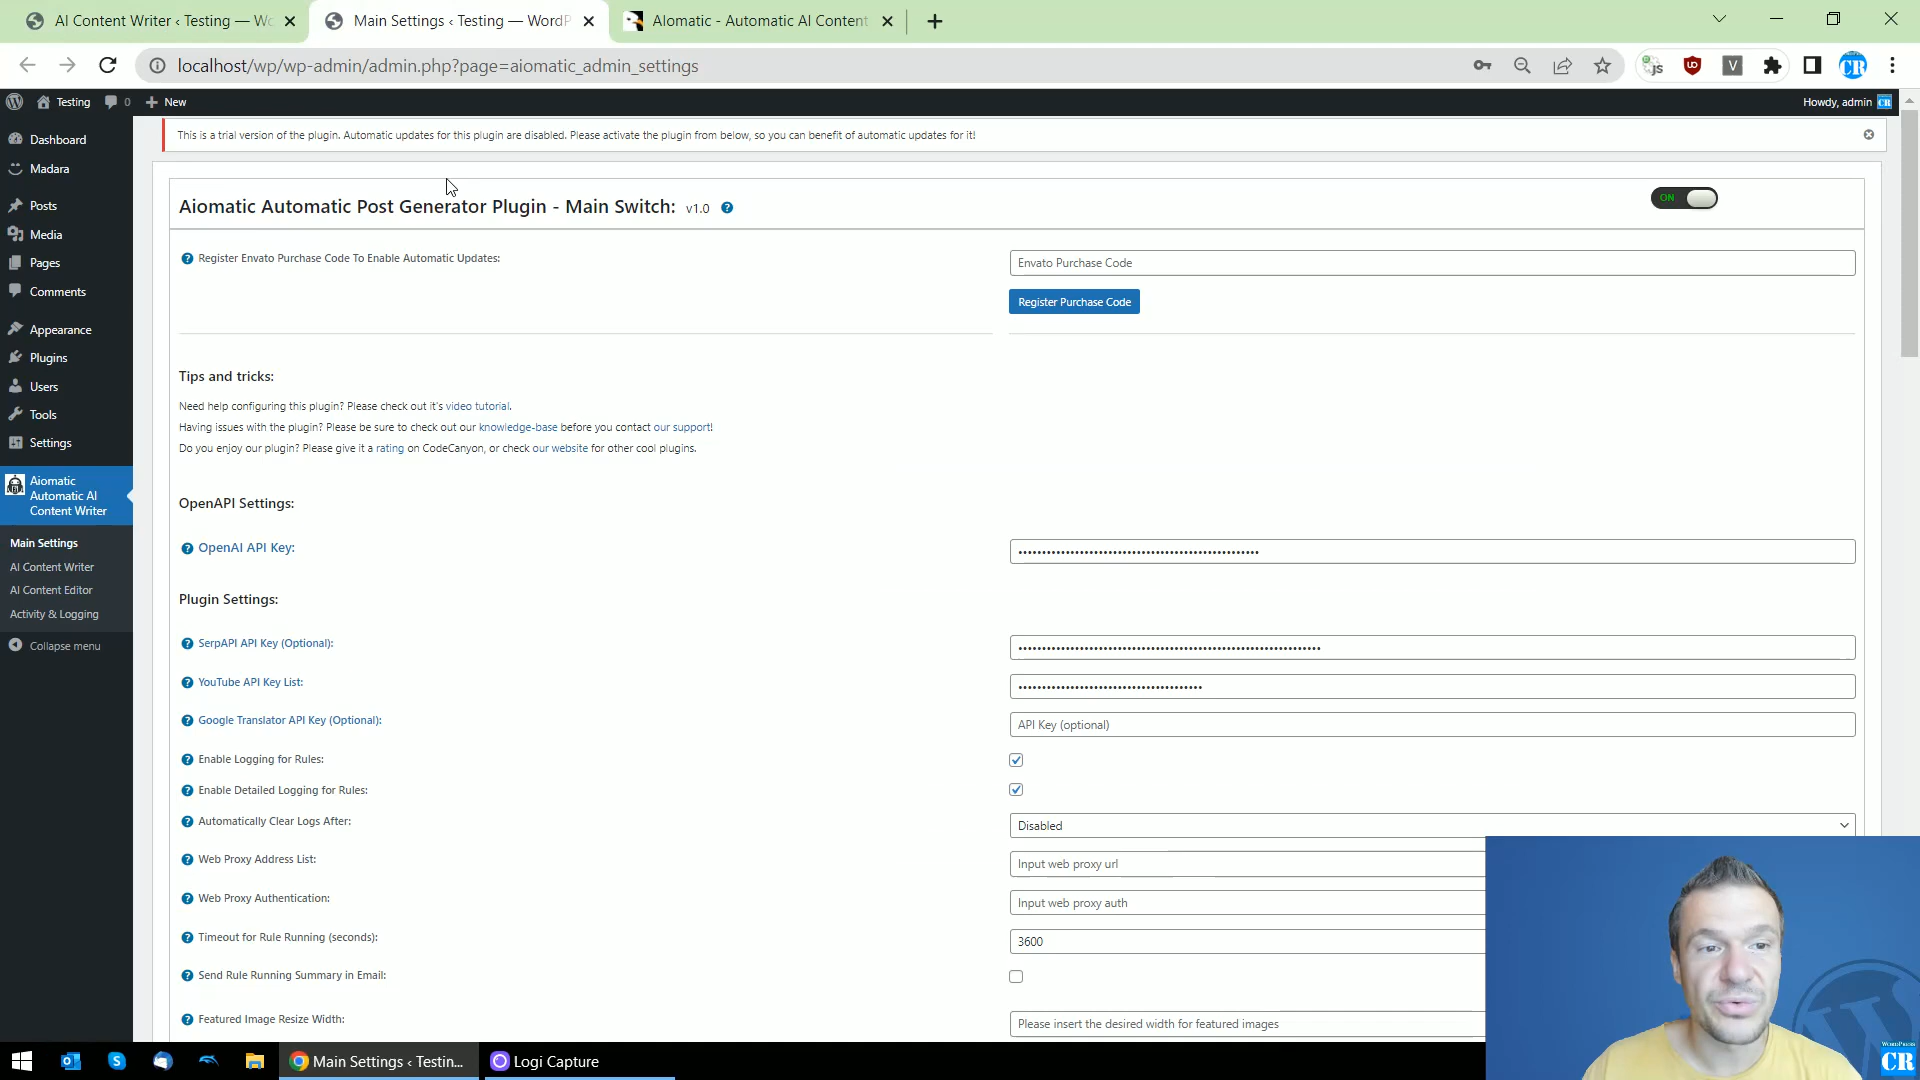 AI Content Writer ‹ Testing — Wo
Main Settings ‹ Testing — WordP
AIomatic - Automatic AI Content
localhost/wp/wp-admin/admin.php?page=aiomatic_admin_settings
Testing
0
New
Howdy, admin
Dashboard
Madara
Posts
Media
Pages
Comments
Appearance
Plugins
Users
Tools
Settings
Aiomatic
Automatic AI
Content Writer
Main Settings
AI Content Writer
AI Content Editor
Activity & Logging
Collapse menu
This is a trial version of the plugin. Automatic updates for this plugin are disabled. Please activate the plugin from below, so you can benefit of automatic updates for it!
Aiomatic Automatic Post Generator Plugin - Main Switch: v1.0
ON
Register Envato Purchase Code To Enable Automatic Updates:
Envato Purchase Code
Register Purchase Code
Tips and tricks:
Need help configuring this plugin? Please check out it's video tutorial.
Having issues with the plugin? Please be sure to check out our knowledge-base before you contact our support!
Do you enjoy our plugin? Please give it a rating on CodeCanyon, or check our website for other cool plugins.
OpenAPI Settings:
OpenAI API Key:
Plugin Settings:
SerpAPI API Key (Optional):
YouTube API Key List:
Google Translator API Key (Optional):
API Key (optional)
Enable Logging for Rules:
Enable Detailed Logging for Rules:
Automatically Clear Logs After:
Disabled
Web Proxy Address List:
Input web proxy url
Web Proxy Authentication:
Input web proxy auth
Timeout for Rule Running (seconds):
3600
Send Rule Running Summary in Email:
Featured Image Resize Width:
Please insert the desired width for featured images
Main Settings ‹ Testin...
Logi Capture
WORDPRESS
CR